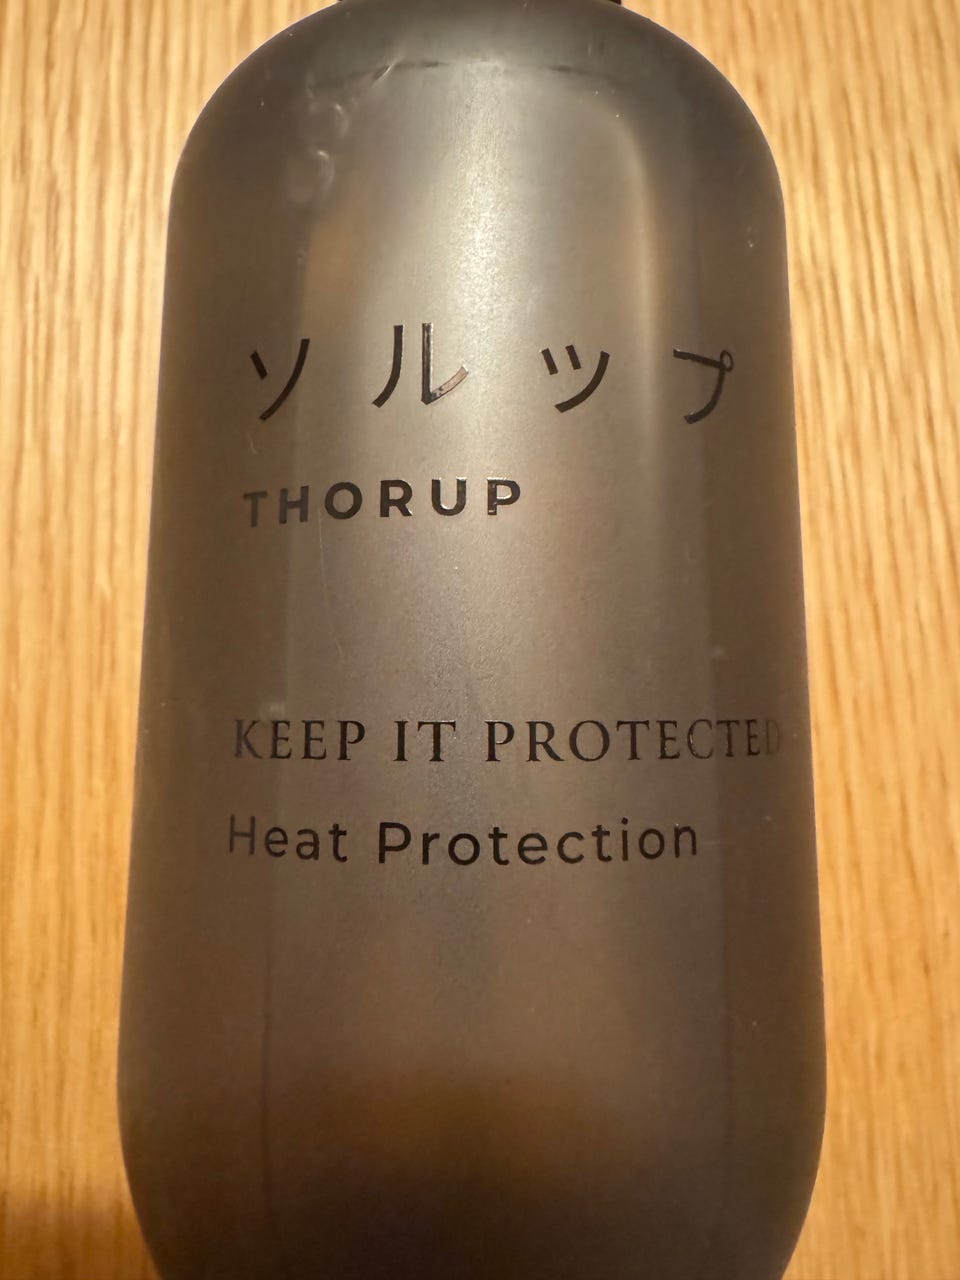 ソルップ
THORUP
KEEP IT PROTECTED
Heat Protection